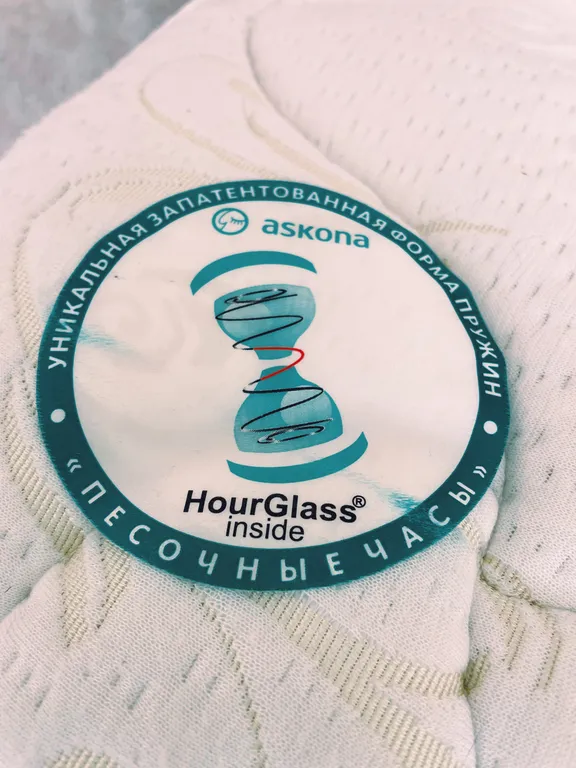 УНИКАЛЬНАЯ ЗАПАТЕНТОВАННАЯ ФОРМА ПРУЖИН
askona
HourGlass®
inside
«ПЕСОЧНЫЕ ЧАСЫ»